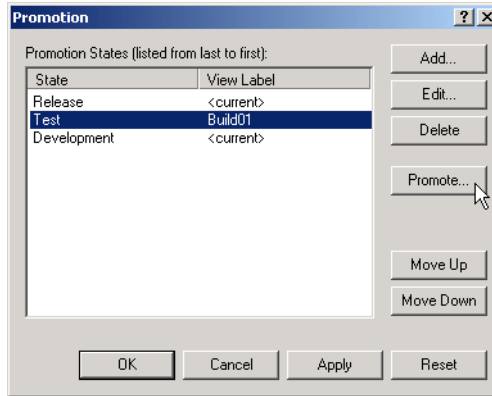 Promotion
Promotion States (listed from last to first):
State View Label
Release <current>
Test Build01
Development <current>
Add...
Edit...
Delete
Promote...
Move Up
Move Down
OK Cancel Apply Reset